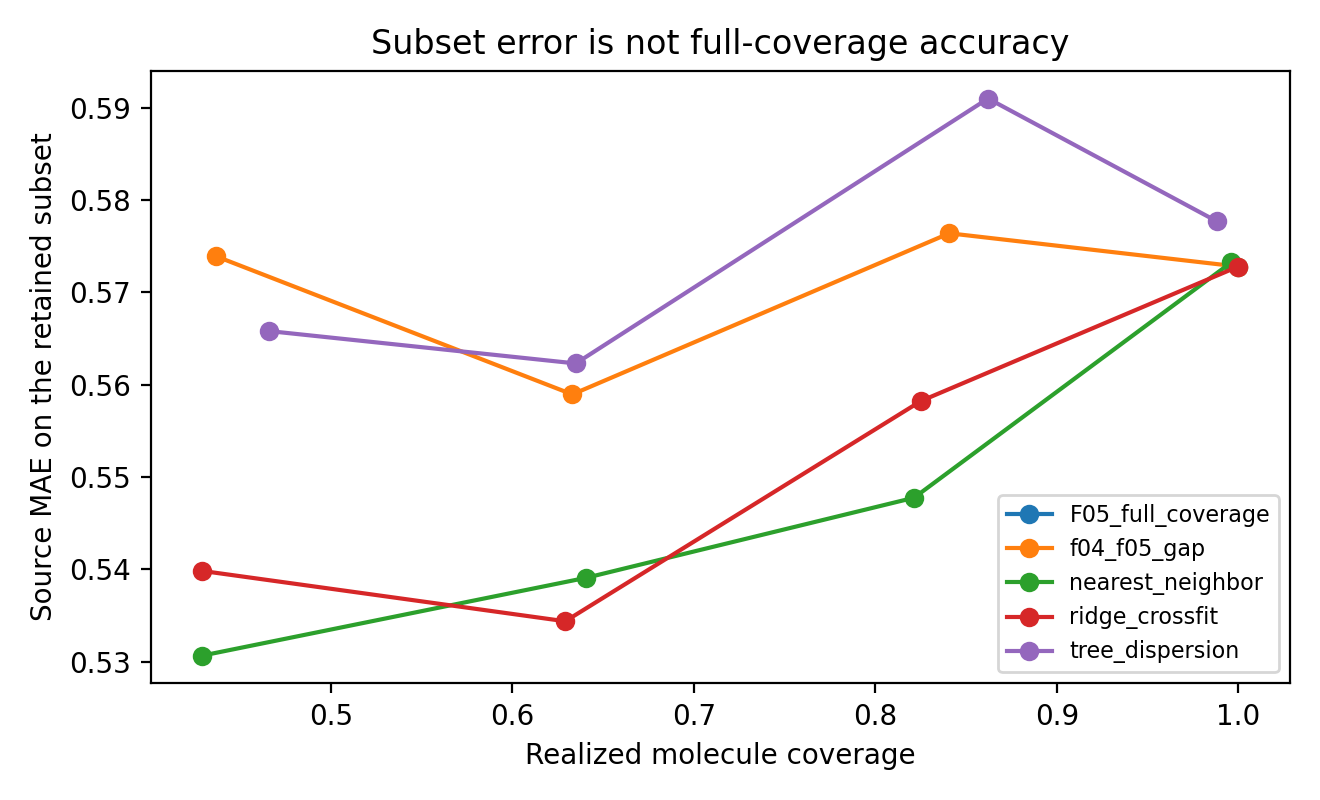 Subset error is not full-coverage accuracy
Source MAE on the retained subset
0.59
0.58
0.57
0.56
0.55
0.54
0.53
0.5
0.6
0.7
0.8
0.9
1.0
Realized molecule coverage
F05_full_coverage
f04_f05_gap
nearest_neighbor
ridge_crossfit
tree_dispersion